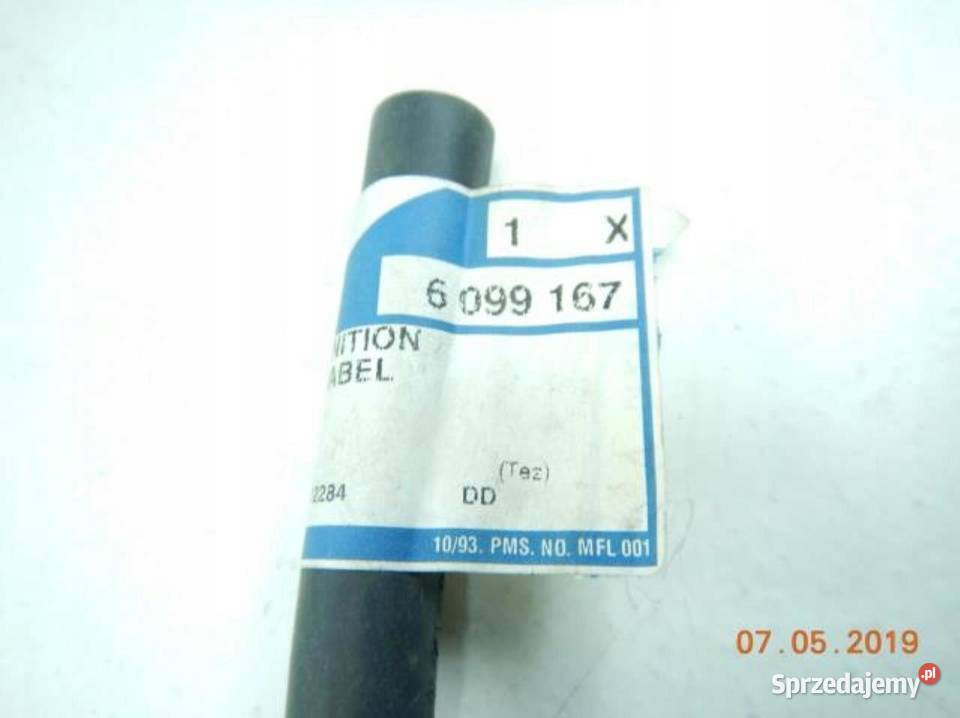 1 X
6 099 167
NITION
ABEL
2284
(Tez)
DD
10/93. PMS. NO. MFL 001
07.05.2019
Sprzedajemy.pl